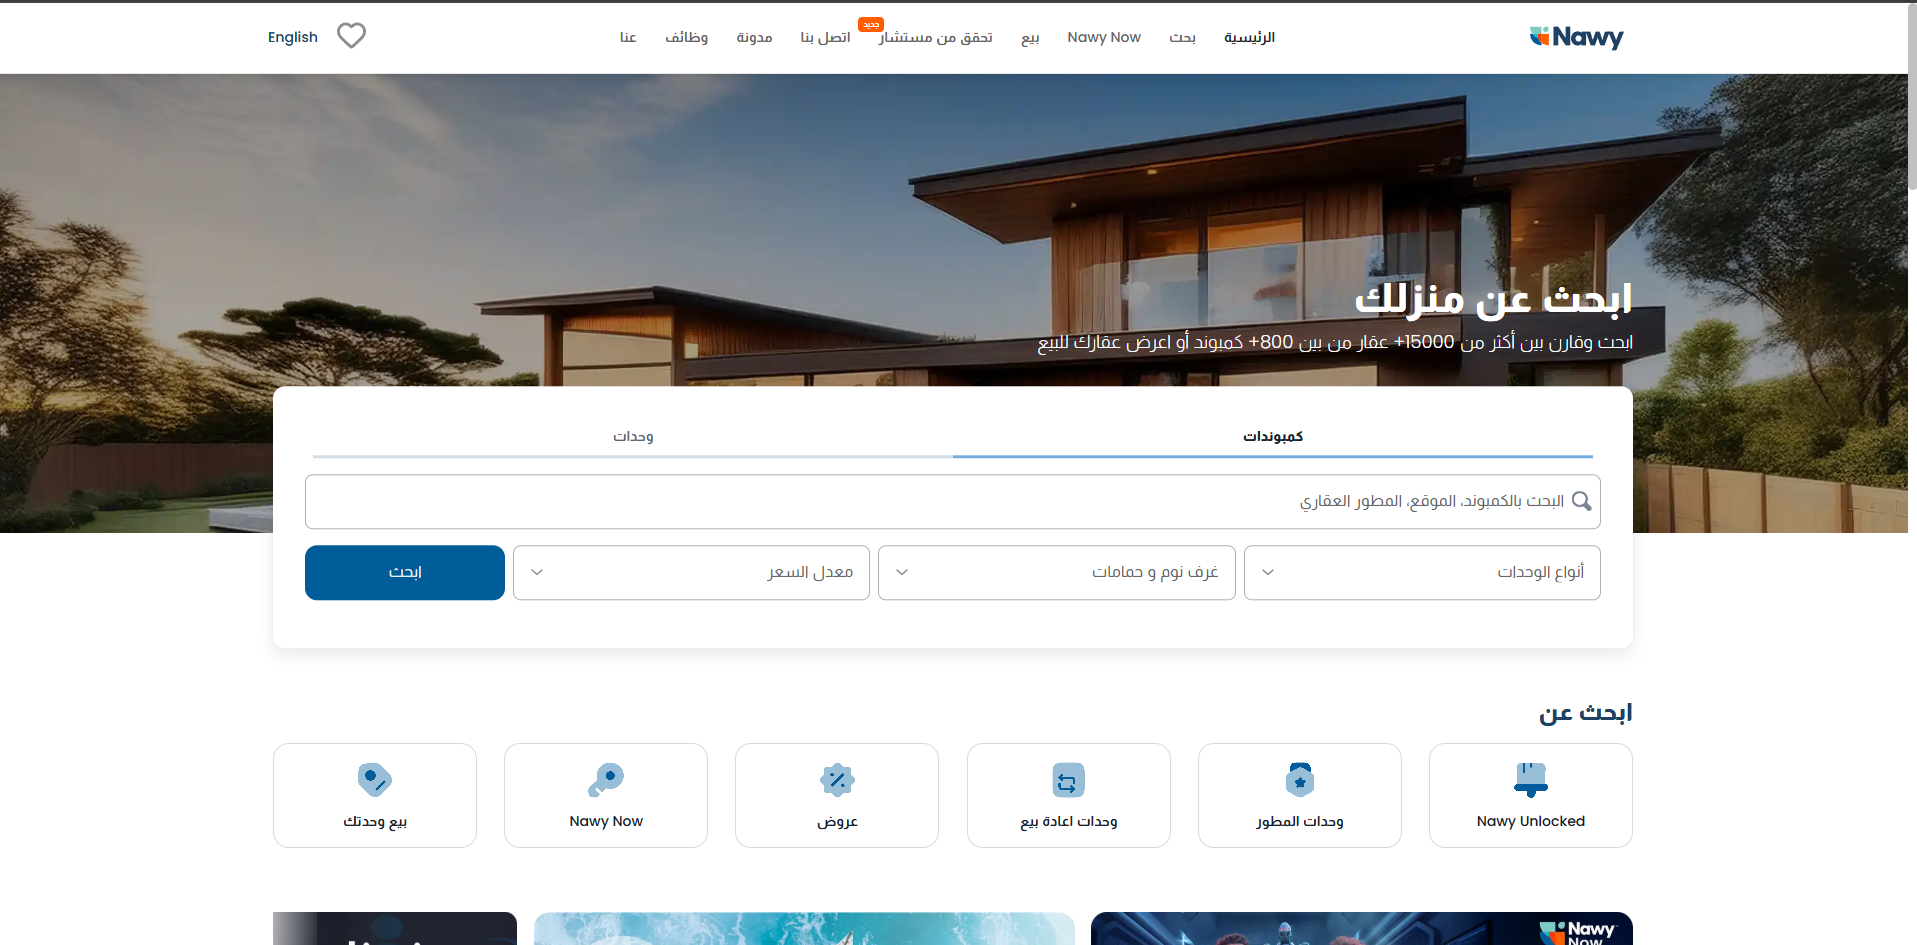 Nawy
الرئيسية
بحث
Nawy Now
بيع
تحقق من مستشار
جديد
اتصل بنا
مدونة
وظائف
عنا
English
ابحث عن منزلك
ابحث وقارن بين أكثر من 15000+ عقار من بين 800+ كمبوند أو اعرض عقارك للبيع
كمبوندات
وحدات
البحث بالكمبوند، الموقع، المطور العقاري
أنواع الوحدات
غرف نوم و حمامات
معدل السعر
ابحث
ابحث عن
Nawy Unlocked
وحدات المطور
وحدات اعادة بيع
عروض
Nawy Now
بيع وحدتك
Nawy
Now